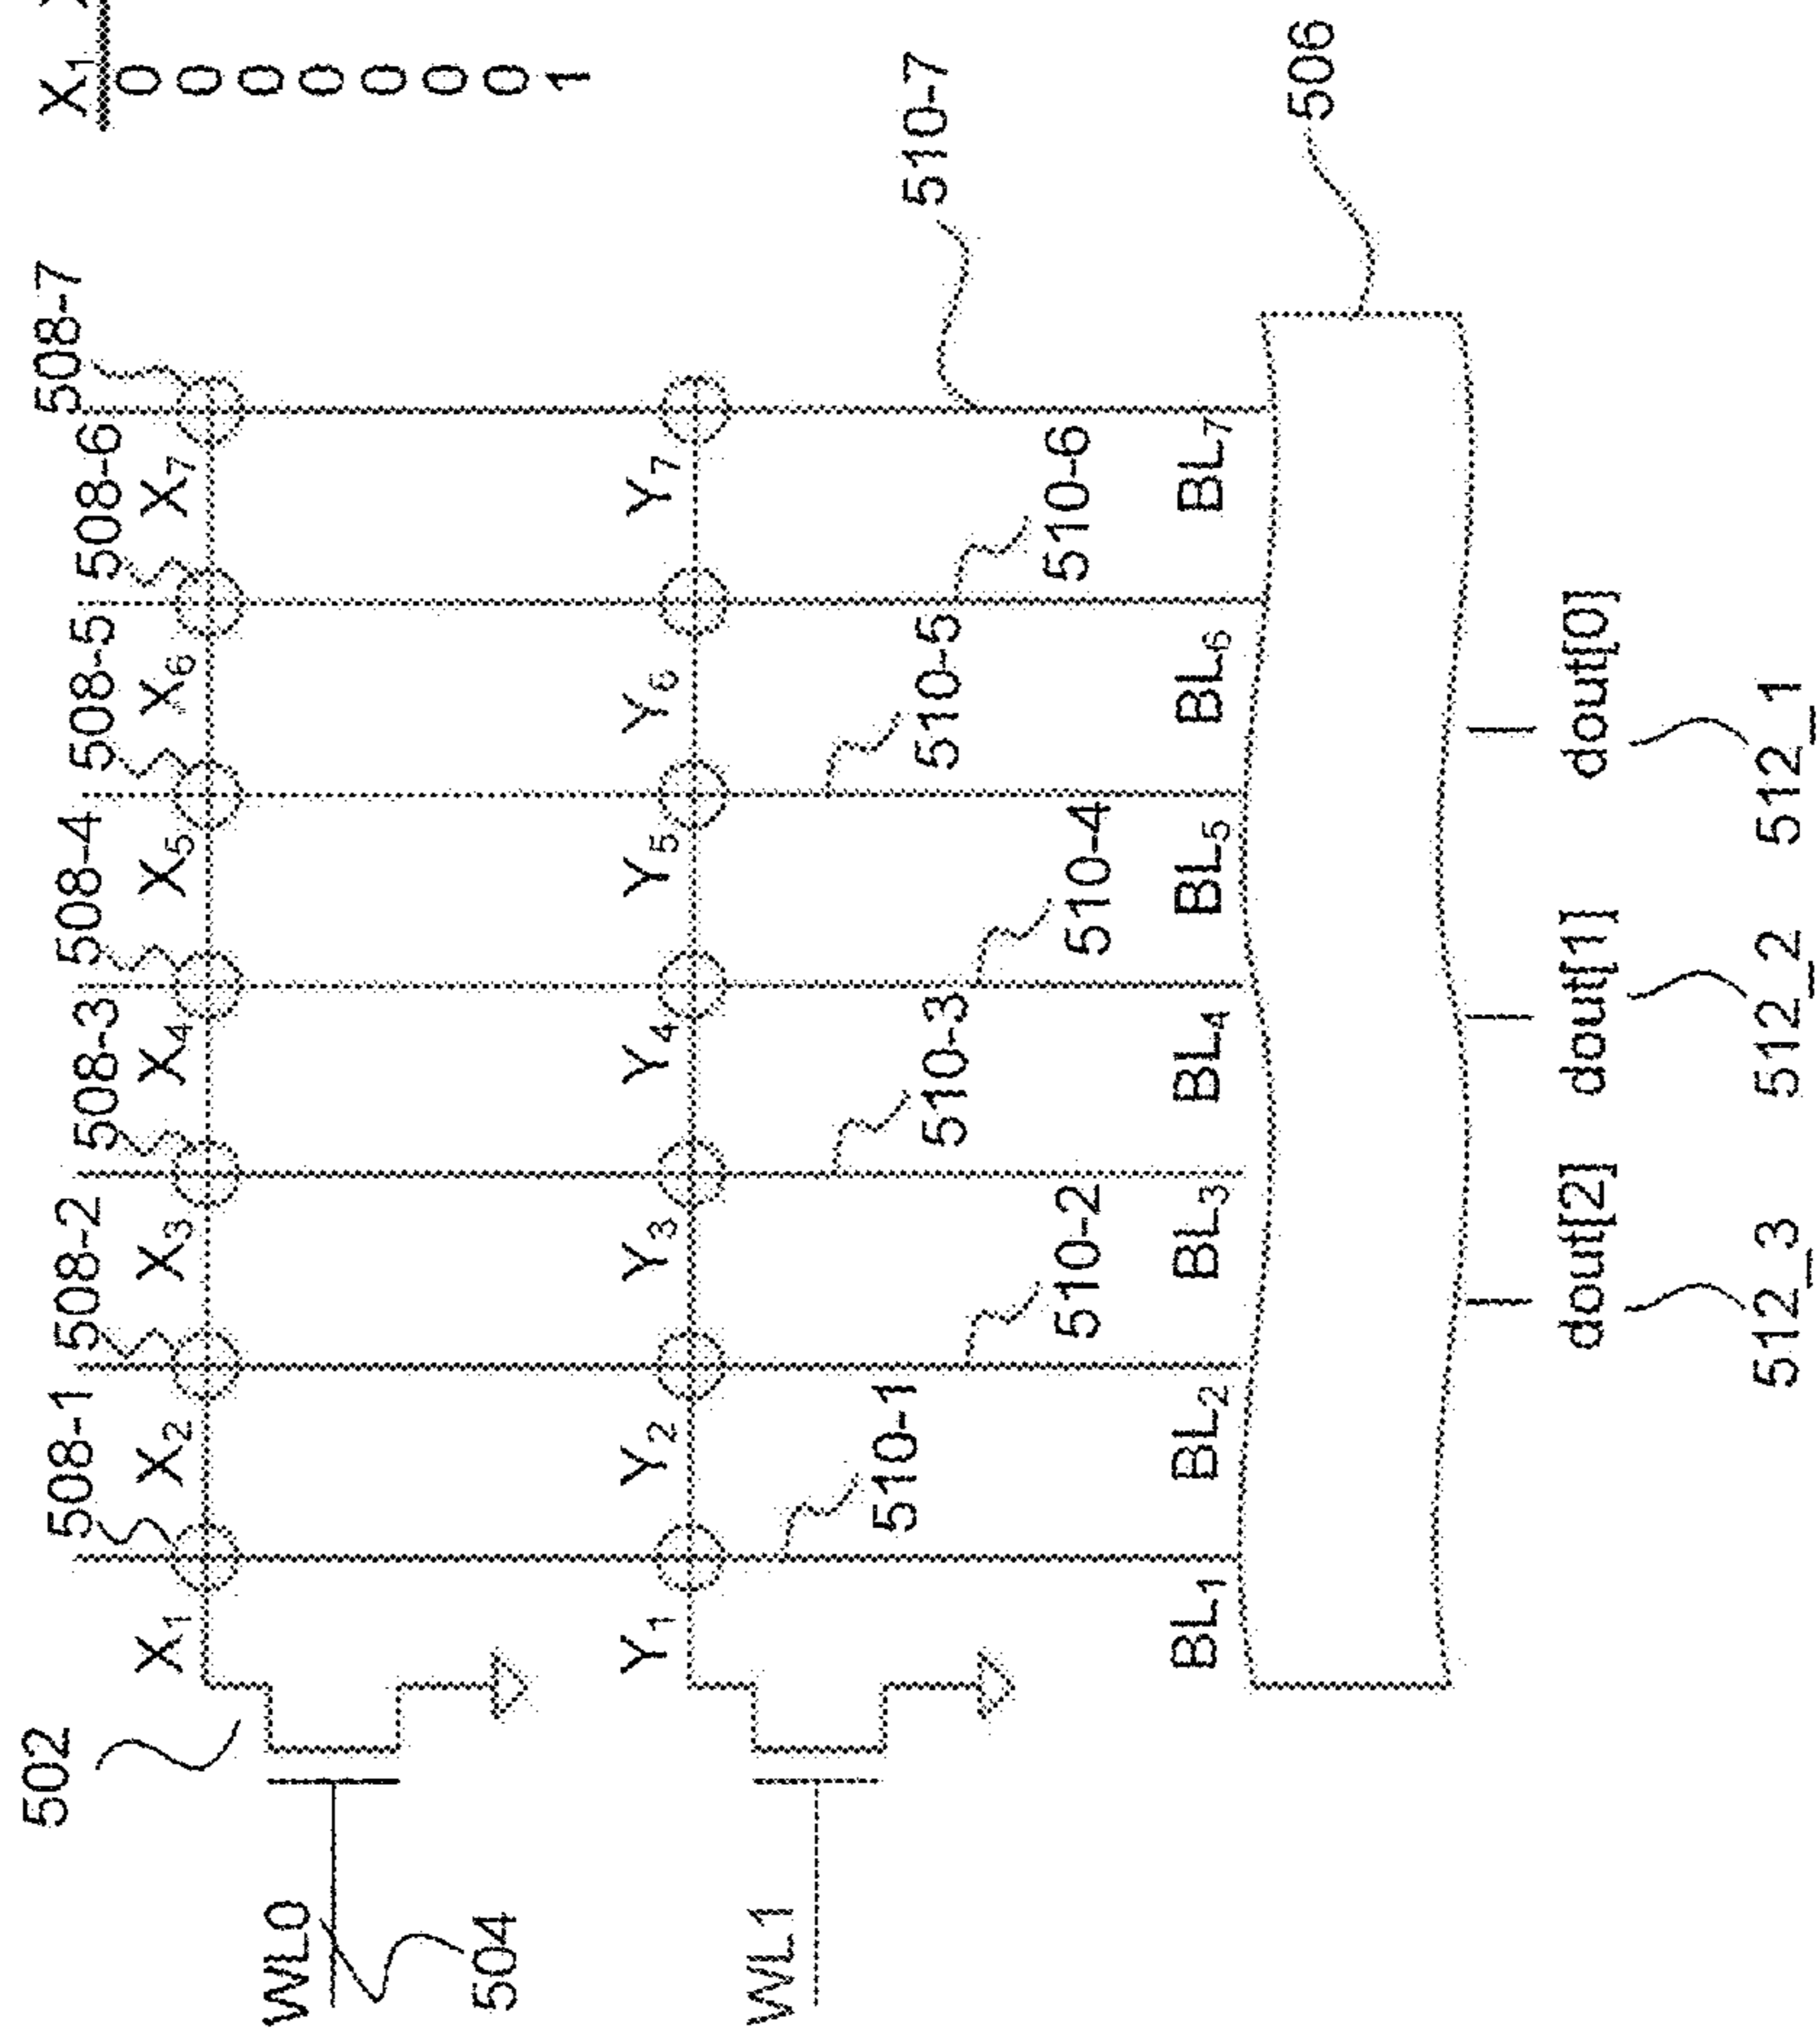 502
508-1 508-2 508-3 508-4 508-5 508-6 508-7
X1 X2 X3 X4 X5 X6 X7
WL0
504
Y1 Y2 Y3 Y4 Y5 Y6 Y7
WL1
510-1 510-2 510-3 510-4 510-5 510-6 510-7
BL1 BL2 BL3 BL4 BL5 BL6 BL7
506
dout[2] dout[1] dout[0]
512_3 512_2 512_1
X1
0
0
0
0
0
0
0
1